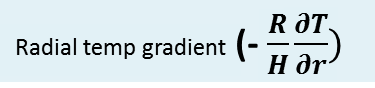 Radial temp gradient (- R/H ∂T/∂r)